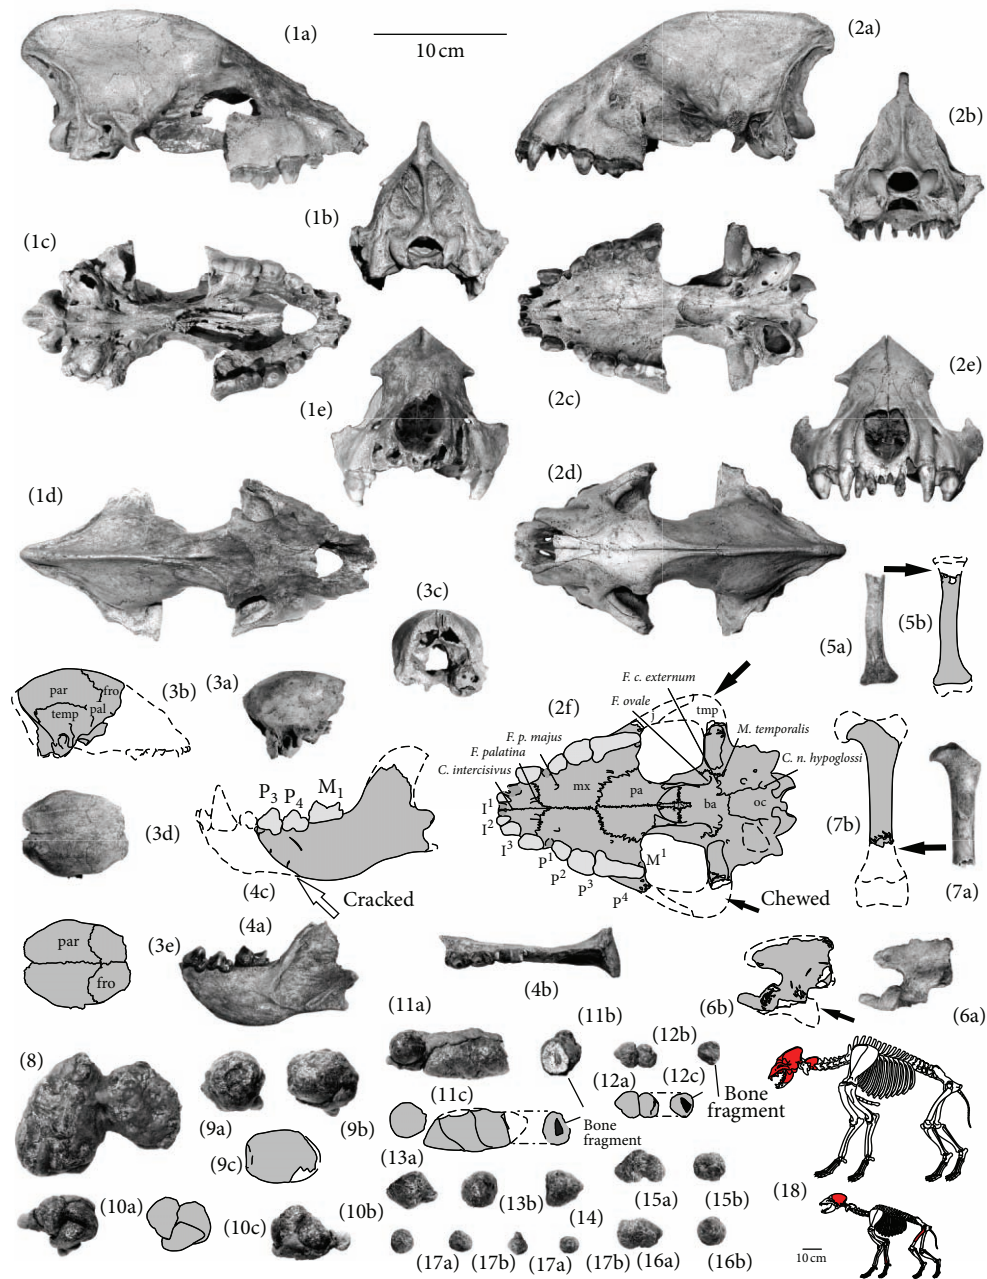 (1a)
10 cm
(2a)
(2b)
(1b)
(1c)
(2c)
(2e)
(1e)
(1d)
(2d)
(3c)
(5b)
(5a)
par
fro
(3b)
(3a)
temp
pal
F. c. externum
F. ovale
(2f)
j
tmp
F. p. majus
F. palatina
C. intercisivus
M. temporalis
C. n. hypoglossi
mx
pa
ba
oc
P3
P4
M1
I1
I2
I3
P1
P2
P3
P4
M1
(7b)
(7a)
(3d)
(4c)
Cracked
Chewed
(4a)
par
(3e)
fro
(4b)
(6b)
(6a)
(11a)
(11b)
(12b)
(8)
(12a)
(12c)
Bone
fragment
(11c)
(9a)
(9b)
Bone
fragment
(9c)
(13a)
(15a)
(15b)
(18)
(13b)
(14)
(10a)
(10c)
(10b)
(17a)
(17b)
(17a)
(17b)
(16a)
(16b)
10 cm